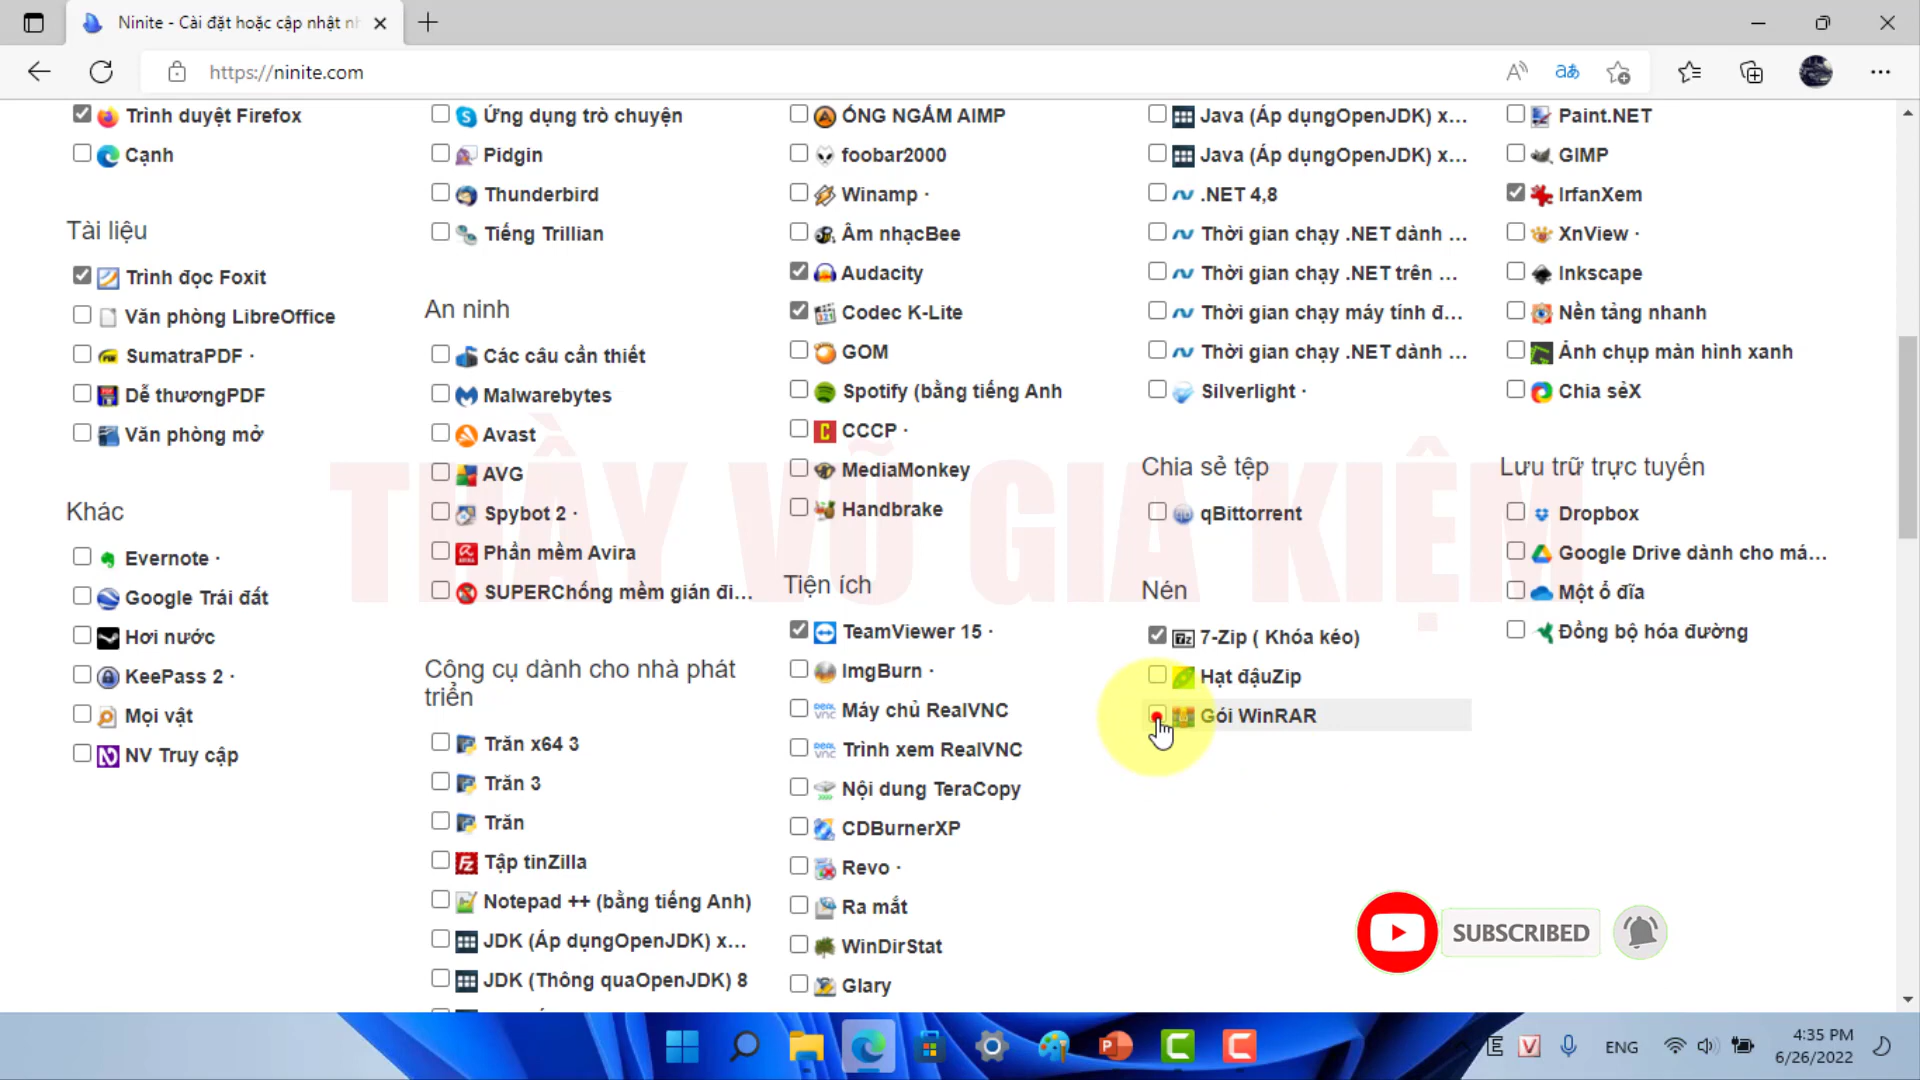 Ninite - Cài đặt hoặc cập nhật nh
https://ninite.com
Trình duyệt Firefox
Cạnh
Tài liệu
Trình đọc Foxit
Văn phòng LibreOffice
SumatraPDF ·
Dễ thươngPDF
Văn phòng mở
Khác
Evernote ·
Google Trái đất
Hơi nước
KeePass 2 ·
Mọi vật
NV Truy cập
Ứng dụng trò chuyện
Pidgin
Thunderbird
Tiếng Trillian
An ninh
Các câu cần thiết
Malwarebytes
Avast
AVG
Spybot 2 ·
Phần mềm Avira
SUPERChống mềm gián đi...
Công cụ dành cho nhà phát
triển
Trăn x64 3
Trăn 3
Trăn
Tập tinZilla
Notepad ++ (bằng tiếng Anh)
JDK (Áp dụngOpenJDK) x...
JDK (Thông quaOpenJDK) 8
ỐNG NGẮM AIMP
foobar2000
Winamp ·
Âm nhạcBee
Audacity
Codec K-Lite
GOM
Spotify (bằng tiếng Anh
CCCP ·
MediaMonkey
Handbrake
Tiện ích
TeamViewer 15 ·
ImgBurn ·
Máy chủ RealVNC
Trình xem RealVNC
Nội dung TeraCopy
CDBurnerXP
Revo ·
Ra mắt
WinDirStat
Glary
Java (Áp dụngOpenJDK) x...
Java (Áp dụngOpenJDK) x...
.NET 4,8
Thời gian chạy .NET dành ...
Thời gian chạy .NET trên ...
Thời gian chạy máy tính đ...
Thời gian chạy .NET dành ...
Silverlight ·
Chia sẻ tệp
qBittorrent
Nén
7-Zip ( Khóa kéo)
Hạt đậuZip
Gói WinRAR
Paint.NET
GIMP
IrfanXem
XnView ·
Inkscape
Nền tảng nhanh
Ảnh chụp màn hình xanh
Chia sẻX
Lưu trữ trực tuyến
Dropbox
Google Drive dành cho má...
Một ổ đĩa
Đồng bộ hóa đường
THẦY VŨ GIA KIỆM
SUBSCRIBED
ENG
4:35 PM
6/26/2022